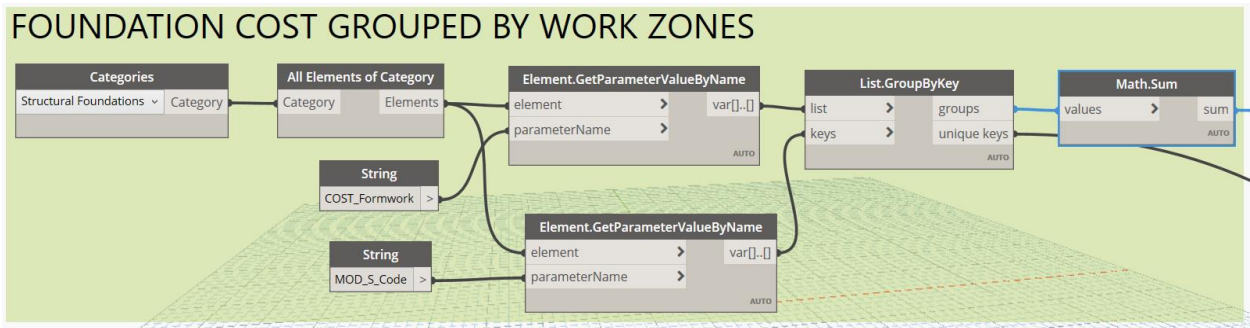 FOUNDATION COST GROUPED BY WORK ZONES
Categories
Structural Foundations Category
All Elements of Category
Category Elements
String
COST_Formwork >
String
MOD_S_Code >
Element.GetParameterValueByName
element > var[]..[]
parameterName >
AUTO
Element.GetParameterValueByName
element > var[]..[]
parameterName >
AUTO
List.GroupByKey
list > groups
keys > unique keys
AUTO
Math.Sum
values > sum
AUTO